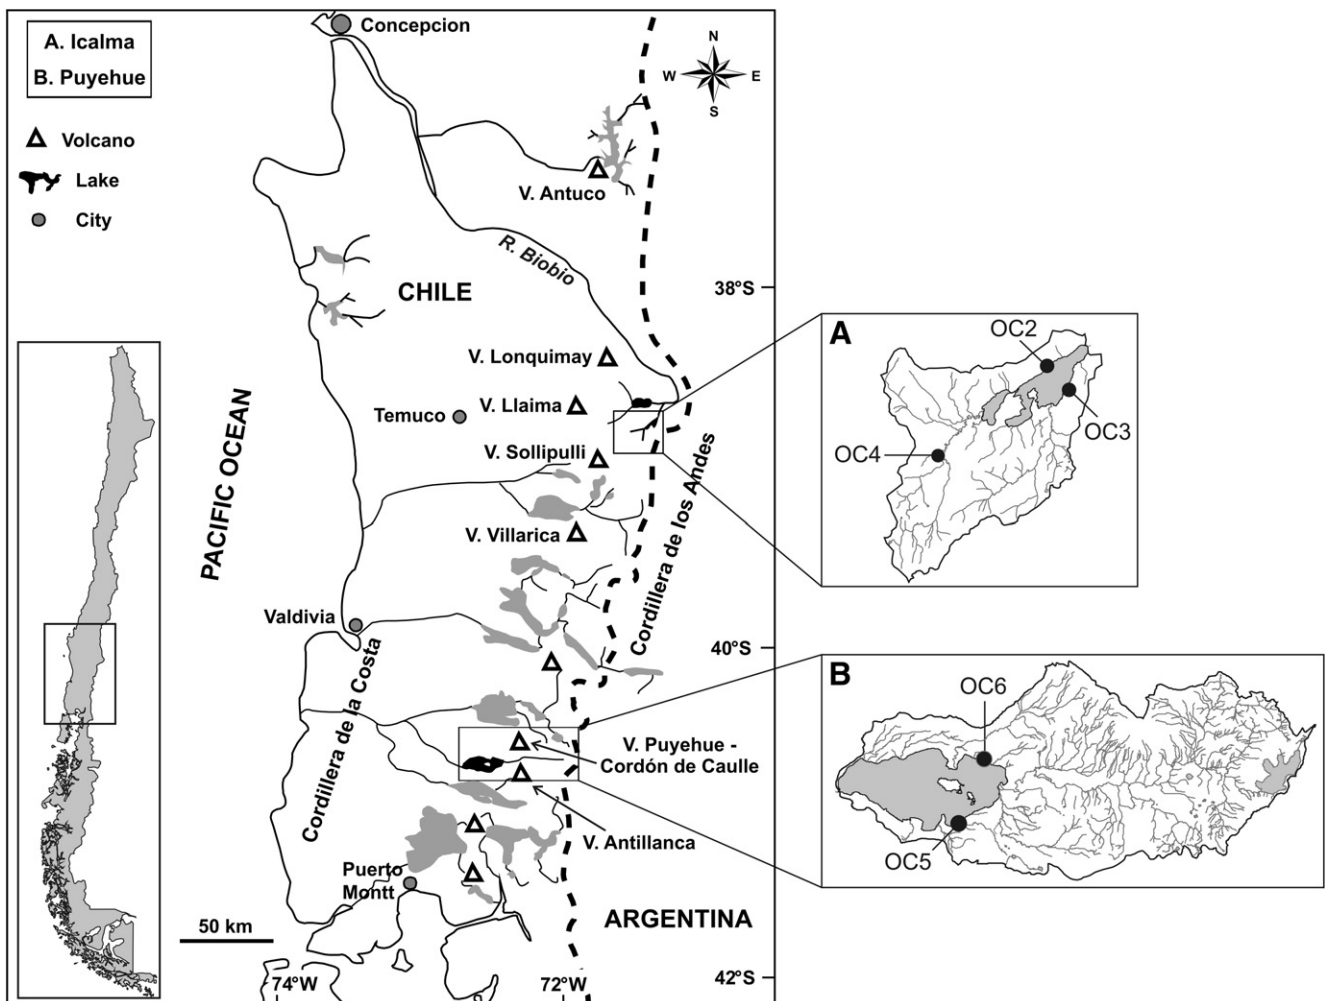 A. Icalma
B. Puyehue
Volcano
Lake
City
Concepcion
N
W
E
S
V. Antuco
R. Biobio
CHILE
38°S
V. Lonquimay
V. Llaima
Temuco
V. Sollipulli
V. Villarica
PACIFIC OCEAN
Cordillera de los Andes
Valdivia
40°S
Cordillera de la Costa
V. Puyehue -
Cordón de Caulle
V. Antillanca
Puerto
Montt
50 km
ARGENTINA
74°W
72°W
42°S
A
OC2
OC3
OC4
B
OC6
OC5